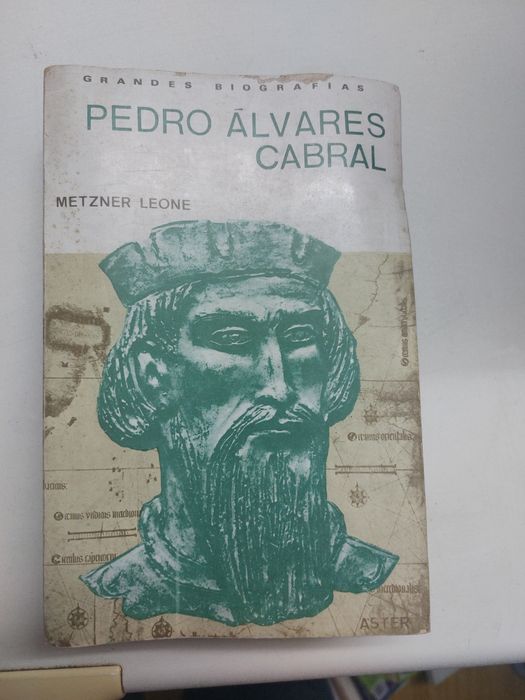 GRANDES BIOGRAFIAS
PEDRO ÁLVARES
CABRAL
METZNER LEONE
ASTER